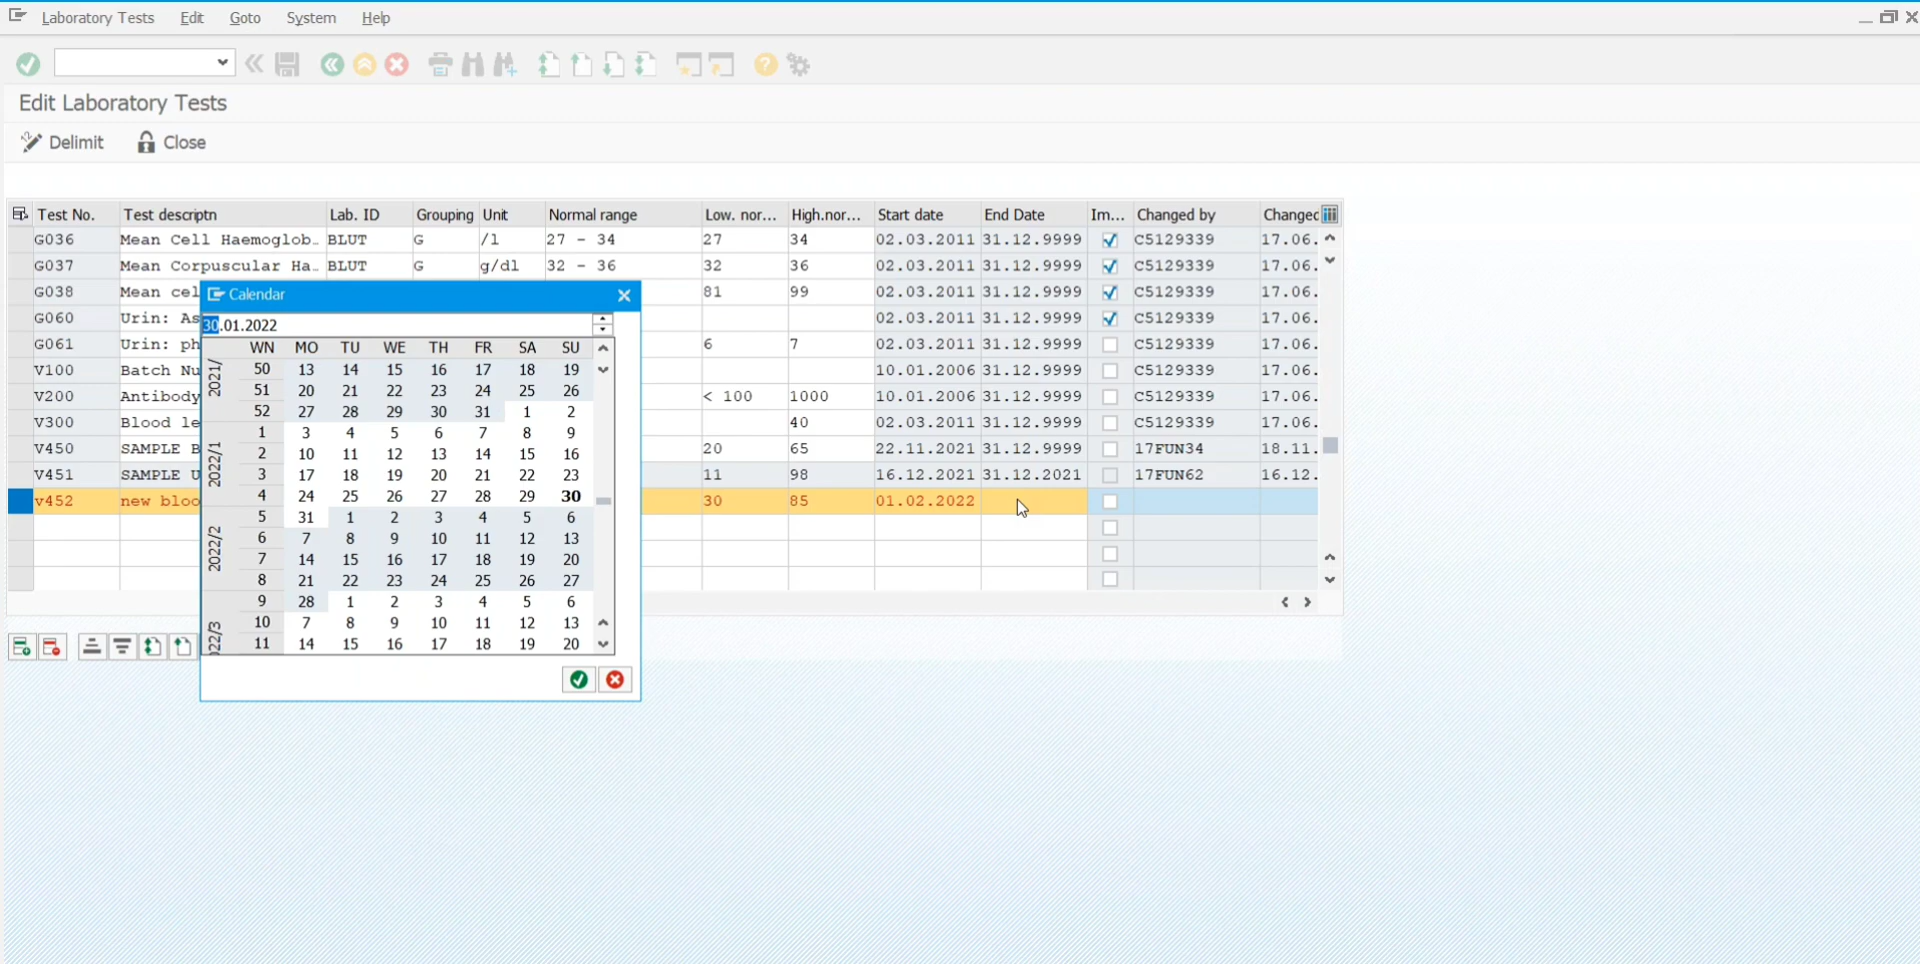 Laboratory Tests Edit Goto System Help
Edit Laboratory Tests
Delimit Close
Test No. Test descriptn Lab. ID Grouping Unit Normal range Low. nor... High.nor... Start date End Date Im... Changed by Changed
G036 Mean Cell Haemoglob. BLUT G /l 27 - 34 27 34 02.03.2011 31.12.9999 C5129339 17.06.
G037 Mean Corpuscular Ha. BLUT G g/dl 32 - 36 32 36 02.03.2011 31.12.9999 C5129339 17.06.
G038 Mean cel 81 99 02.03.2011 31.12.9999 C5129339 17.06.
G060 Urin: As 02.03.2011 31.12.9999 C5129339 17.06.
G061 Urin: ph 6 7 02.03.2011 31.12.9999 C5129339 17.06.
V100 Batch Nu 10.01.2006 31.12.9999 C5129339 17.06.
V200 Antibody < 100 1000 10.01.2006 31.12.9999 C5129339 17.06.
V300 Blood le 40 02.03.2011 31.12.9999 C5129339 17.06.
V450 SAMPLE B 20 65 22.11.2021 31.12.9999 17FUN34 18.11.
V451 SAMPLE U 11 98 16.12.2021 31.12.2021 17FUN62 16.12.
v452 new bloo 30 85 01.02.2022
Calendar
30.01.2022
WN MO TU WE TH FR SA SU
2021/
50 13 14 15 16 17 18 19
51 20 21 22 23 24 25 26
52 27 28 29 30 31 1 2
2022/1
1 3 4 5 6 7 8 9
2 10 11 12 13 14 15 16
3 17 18 19 20 21 22 23
4 24 25 26 27 28 29 30
2022/2
5 31 1 2 3 4 5 6
6 7 8 9 10 11 12 13
7 14 15 16 17 18 19 20
8 21 22 23 24 25 26 27
022/3
9 28 1 2 3 4 5 6
10 7 8 9 10 11 12 13
11 14 15 16 17 18 19 20